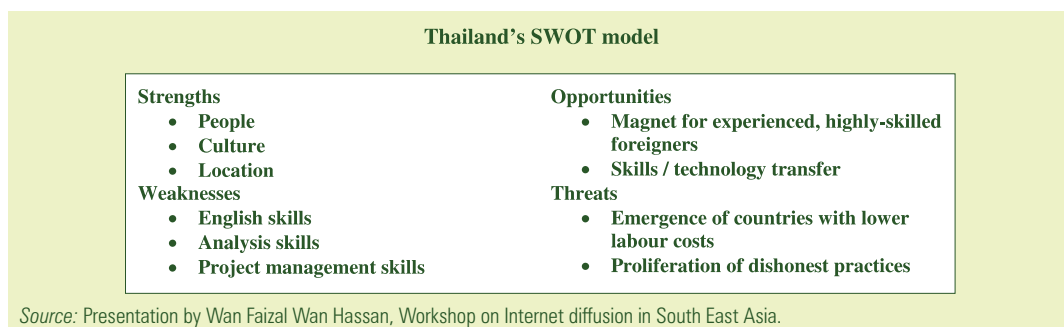 Thailand's SWOT model
Strengths
• People
• Culture
• Location
Weaknesses
• English skills
• Analysis skills
• Project management skills
Opportunities
• Magnet for experienced, highly-skilled
foreigners
• Skills / technology transfer
Threats
• Emergence of countries with lower
labour costs
• Proliferation of dishonest practices
Source: Presentation by Wan Faizal Wan Hassan, Workshop on Internet diffusion in South East Asia.